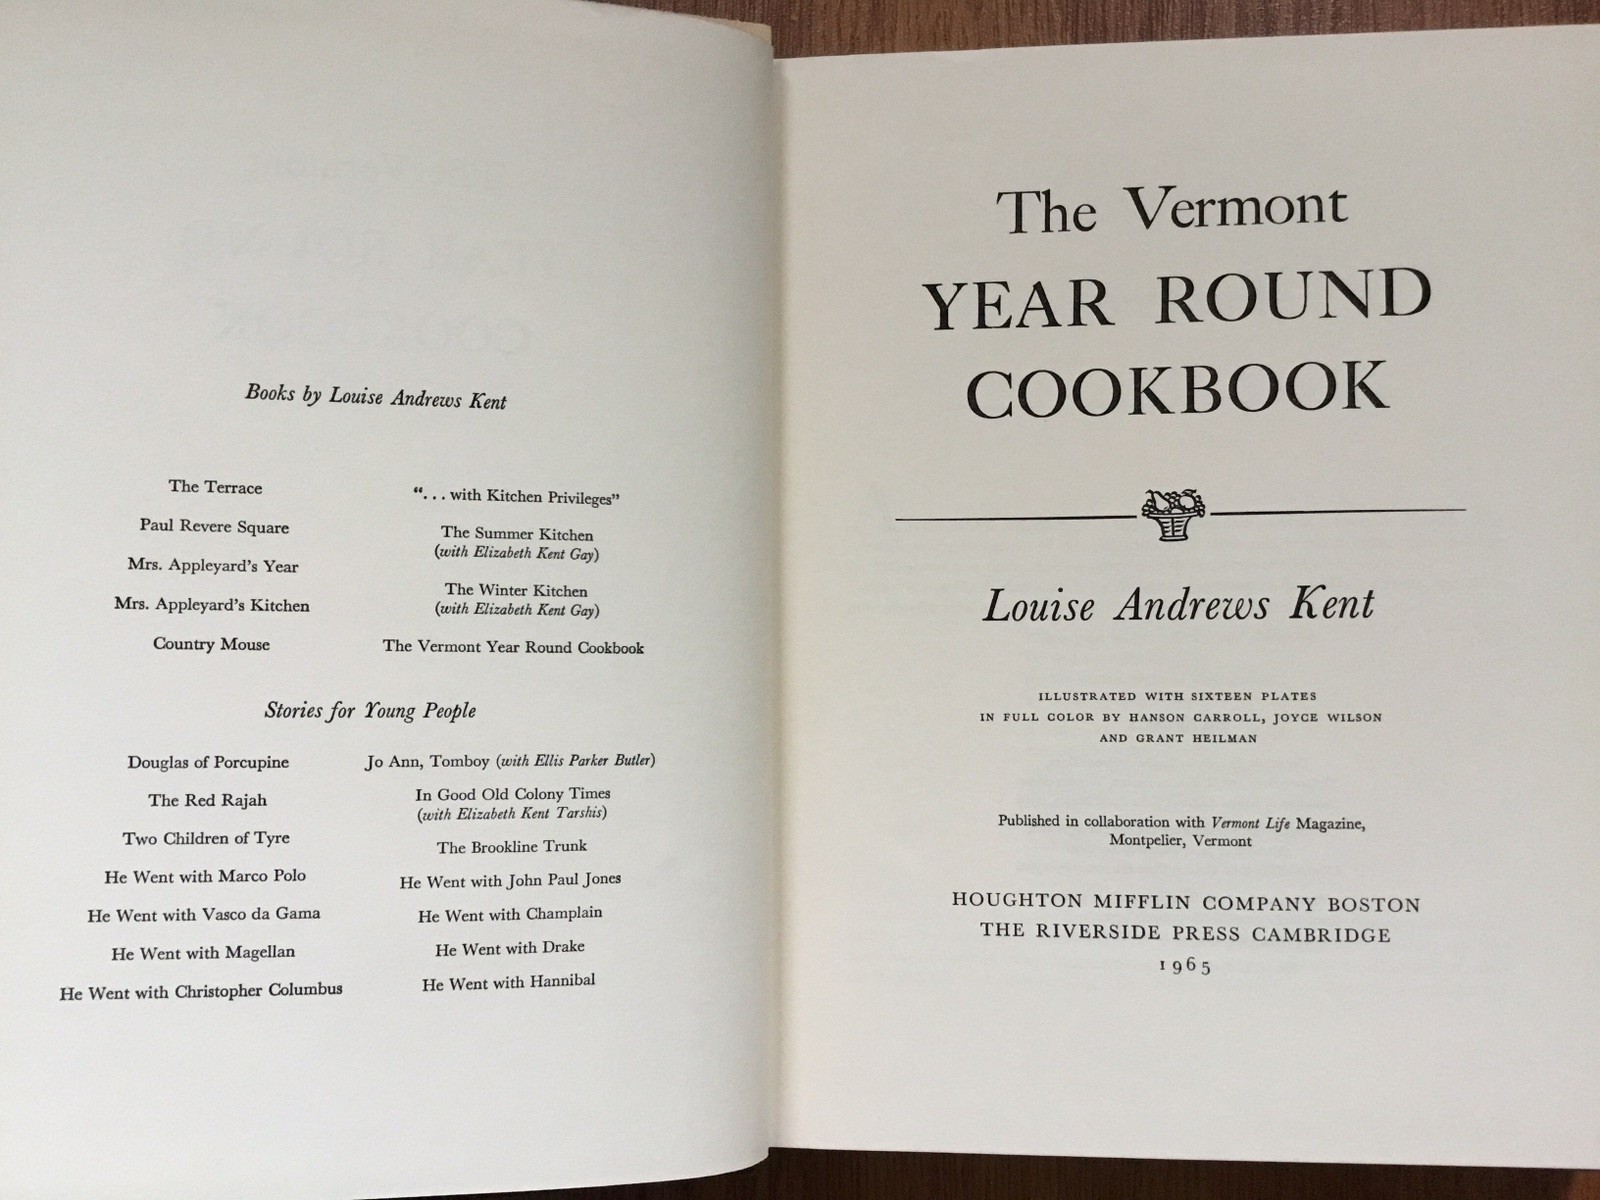 Books by Louise Andrews Kent
The Terrace
Paul Revere Square
Mrs. Appleyard's Year
Mrs. Appleyard's Kitchen
Country Mouse
“. . . with Kitchen Privileges”
The Summer Kitchen
(with Elizabeth Kent Gay)
The Winter Kitchen
(with Elizabeth Kent Gay)
The Vermont Year Round Cookbook
Stories for Young People
Douglas of Porcupine
The Red Rajah
Two Children of Tyre
He Went with Marco Polo
He Went with Vasco da Gama
He Went with Magellan
He Went with Christopher Columbus
Jo Ann, Tomboy (with Ellis Parker Butler)
In Good Old Colony Times
(with Elizabeth Kent Tarshis)
The Brookline Trunk
He Went with John Paul Jones
He Went with Champlain
He Went with Drake
He Went with Hannibal
The Vermont
YEAR ROUND
COOKBOOK
Louise Andrews Kent
ILLUSTRATED WITH SIXTEEN PLATES
IN FULL COLOR BY HANSON CARROLL, JOYCE WILSON
AND GRANT HEILMAN
Published in collaboration with Vermont Life Magazine,
Montpelier, Vermont
HOUGHTON MIFFLIN COMPANY BOSTON
THE RIVERSIDE PRESS CAMBRIDGE
1965